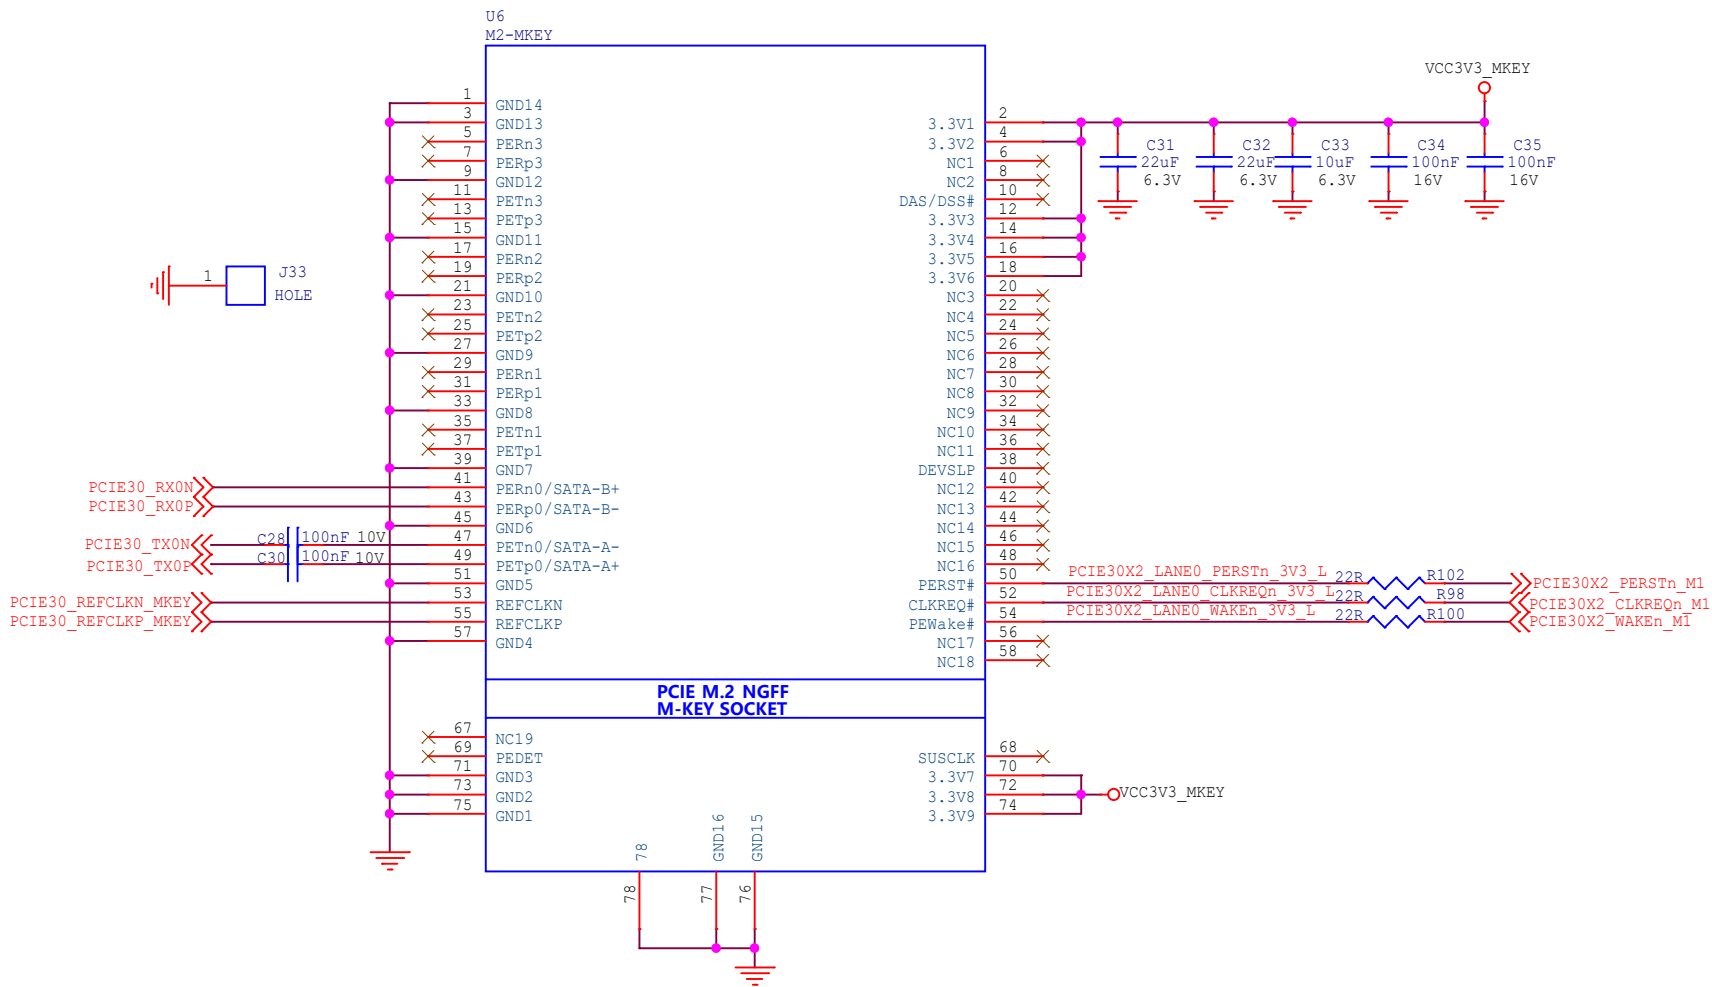 U6
M2-MKEY
VCC3V3_MKEY
1 GND14
3 GND13
5 PERn3
7 PERp3
9 GND12
11 PETn3
13 PETp3
15 GND11
17 PERn2
19 PERp2
21 GND10
23 PETn2
25 PETp2
27 GND9
29 PERn1
31 PERp1
33 GND8
35 PETn1
37 PETp1
39 GND7
41 PERn0/SATA-B+
43 PERp0/SATA-B-
45 GND6
47 PETn0/SATA-A-
49 PETp0/SATA-A+
51 GND5
53 REFCLKN
55 REFCLKP
57 GND4
3.3V1 2
3.3V2 4
NC1 6
NC2 8
DAS/DSS# 10
3.3V3 12
3.3V4 14
3.3V5 16
3.3V6 18
NC3 20
NC4 22
NC5 24
NC6 26
NC7 28
NC8 30
NC9 32
NC10 34
NC11 36
DEVSLP 38
NC12 40
NC13 42
NC14 44
NC15 46
NC16 48
PERST# 50
CLKREQ# 52
PEWake# 54
NC17 56
NC18 58
C31
22uF
6.3V
C32
22uF
6.3V
C33
10uF
6.3V
C34
100nF
16V
C35
100nF
16V
1
J33
HOLE
PCIE30_RX0N
PCIE30_RX0P
PCIE30_TX0N
C28 100nF 10V
PCIE30_TX0P
C30 100nF 10V
PCIE30_REFCLKN_MKEY
PCIE30_REFCLKP_MKEY
PCIE30X2_LANE0_PERSTn_3V3_L 22R R102 PCIE30X2_PERSTn_M1
PCIE30X2_LANE0_CLKREQn_3V3_L 22R R98 PCIE30X2_CLKREQn_M1
PCIE30X2_LANE0_WAKEn_3V3_L 22R R100 PCIE30X2_WAKEn_M1
PCIE M.2 NGFF
M-KEY SOCKET
67 NC19
69 PEDET
71 GND3
73 GND2
75 GND1
SUSCLK 68
3.3V7 70
3.3V8 72
3.3V9 74
VCC3V3_MKEY
78 GND16 GND15
78 77 76